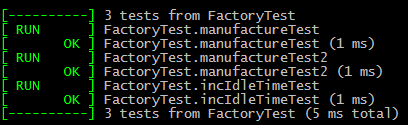 [----------] 3 tests from FactoryTest
[ RUN      ] FactoryTest.manufactureTest
[       OK ] FactoryTest.manufactureTest (1 ms)
[ RUN      ] FactoryTest.manufactureTest2
[       OK ] FactoryTest.manufactureTest2 (1 ms)
[ RUN      ] FactoryTest.incIdleTimeTest
[       OK ] FactoryTest.incIdleTimeTest (1 ms)
[----------] 3 tests from FactoryTest (5 ms total)